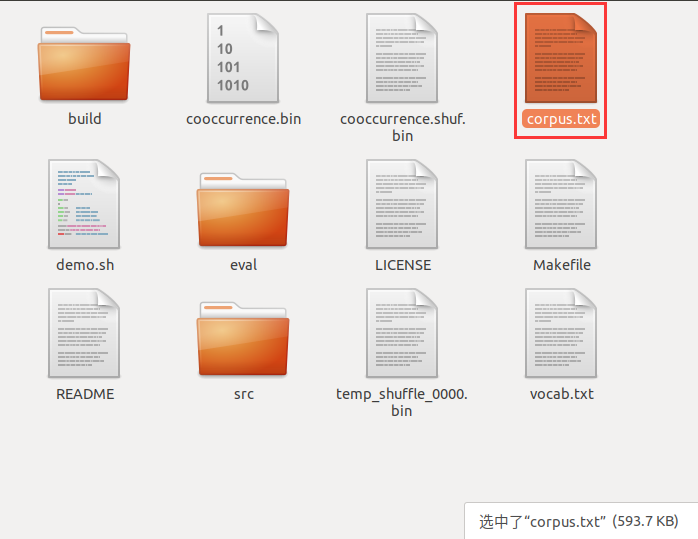 1
10
101
1010
build
cooccurrence.bin
cooccurrence.shuf.
bin
corpus.txt
demo.sh
eval
LICENSE
Makefile
README
src
temp_shuffle_0000.
bin
vocab.txt
选中了“corpus.txt” (593.7 KB)